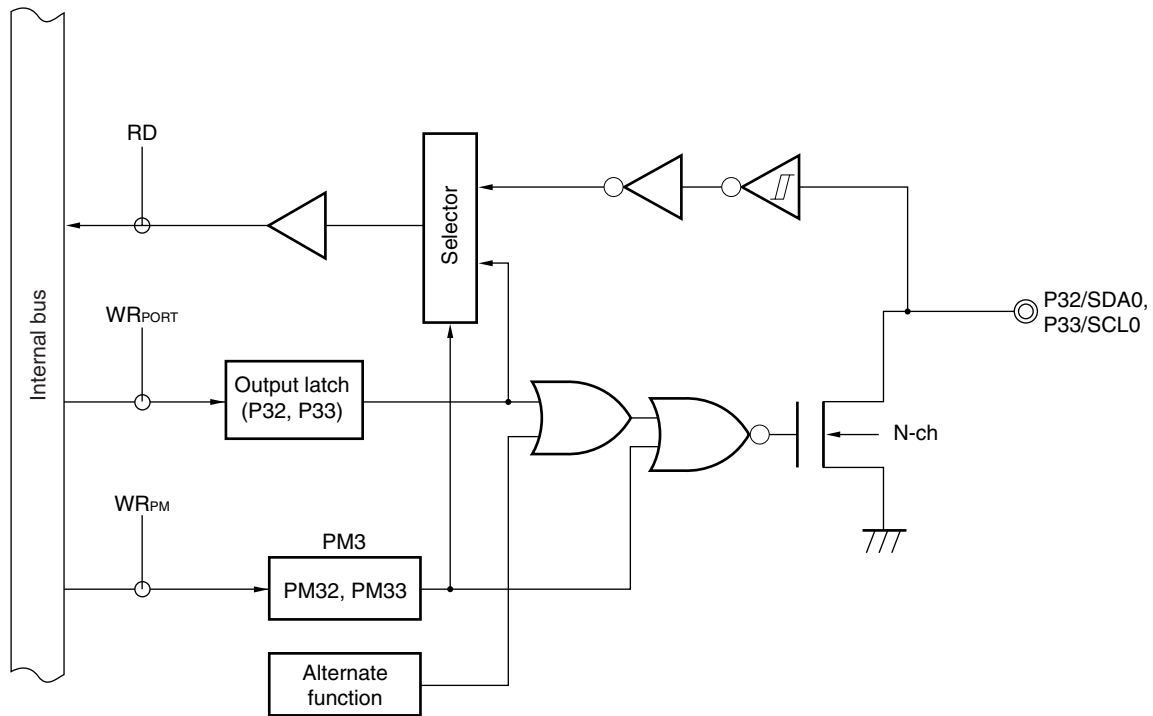 RD
Selector
Internal bus
P32/SDA0,
P33/SCL0
WRPORT
Output latch
(P32, P33)
N-ch
WRPM
PM3
PM32, PM33
Alternate
function